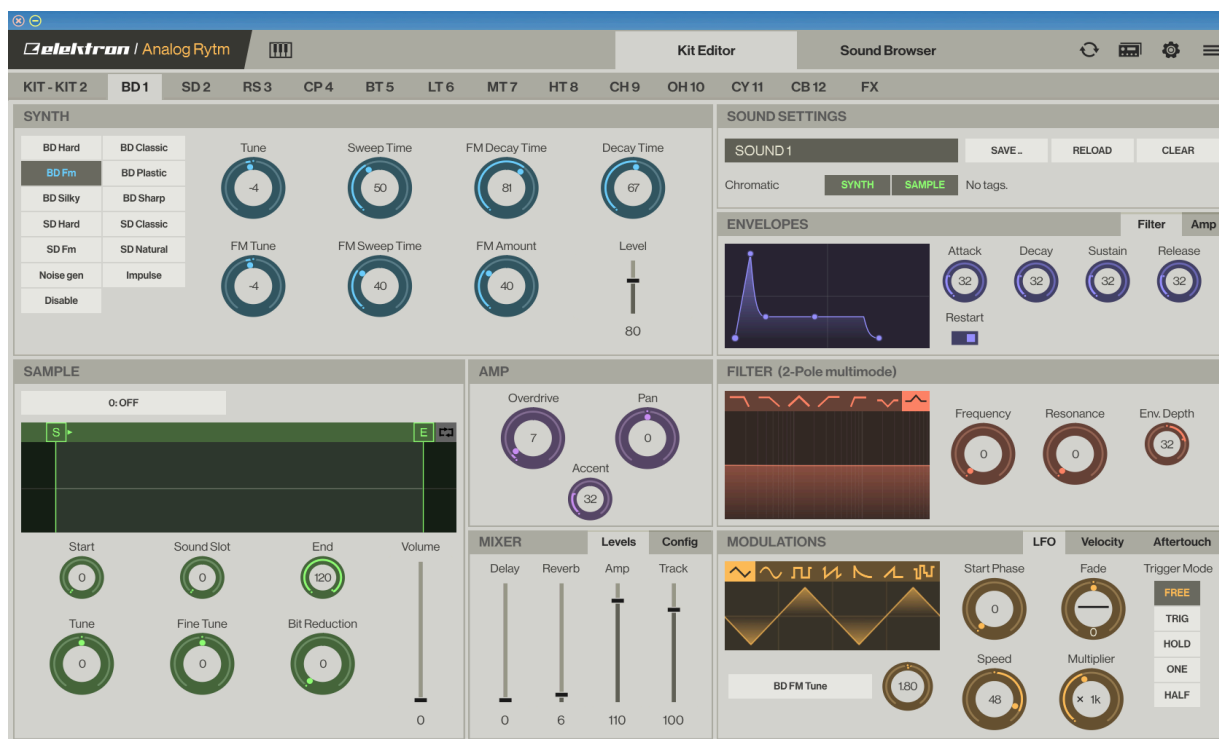 elektron / Analog Rytm Kit Editor Sound Browser
KIT - KIT 2 BD 1 SD 2 RS 3 CP 4 BT 5 LT 6 MT 7 HT 8 CH 9 OH 10 CY 11 CB 12 FX
SYNTH
BD Hard BD Classic
BD Fm BD Plastic
BD Silky BD Sharp
SD Hard SD Classic
SD Fm SD Natural
Noise gen Impulse
Disable
Tune Sweep Time FM Decay Time Decay Time
-4 50 81 67
FM Tune FM Sweep Time FM Amount Level
-4 40 40
80
SOUND SETTINGS
SOUND 1 SAVE... RELOAD CLEAR
Chromatic SYNTH SAMPLE No tags.
ENVELOPES Filter Amp
Attack Decay Sustain Release
32 32 32 32
Restart
SAMPLE
0: OFF
S E
Start Sound Slot End Volume
0 0 120
Tune Fine Tune Bit Reduction
0 0 0
0
AMP
Overdrive Pan
7 0
Accent
32
FILTER (2-Pole multimode)
Frequency Resonance Env. Depth
0 0 32
MIXER Levels Config
Delay Reverb Amp Track
0 6 110 100
MODULATIONS LFO Velocity Aftertouch
Start Phase Fade Trigger Mode
0 0
FREE
TRIG
HOLD
ONE
HALF
Speed Multiplier
BD FM Tune 1.80 48 × 1k